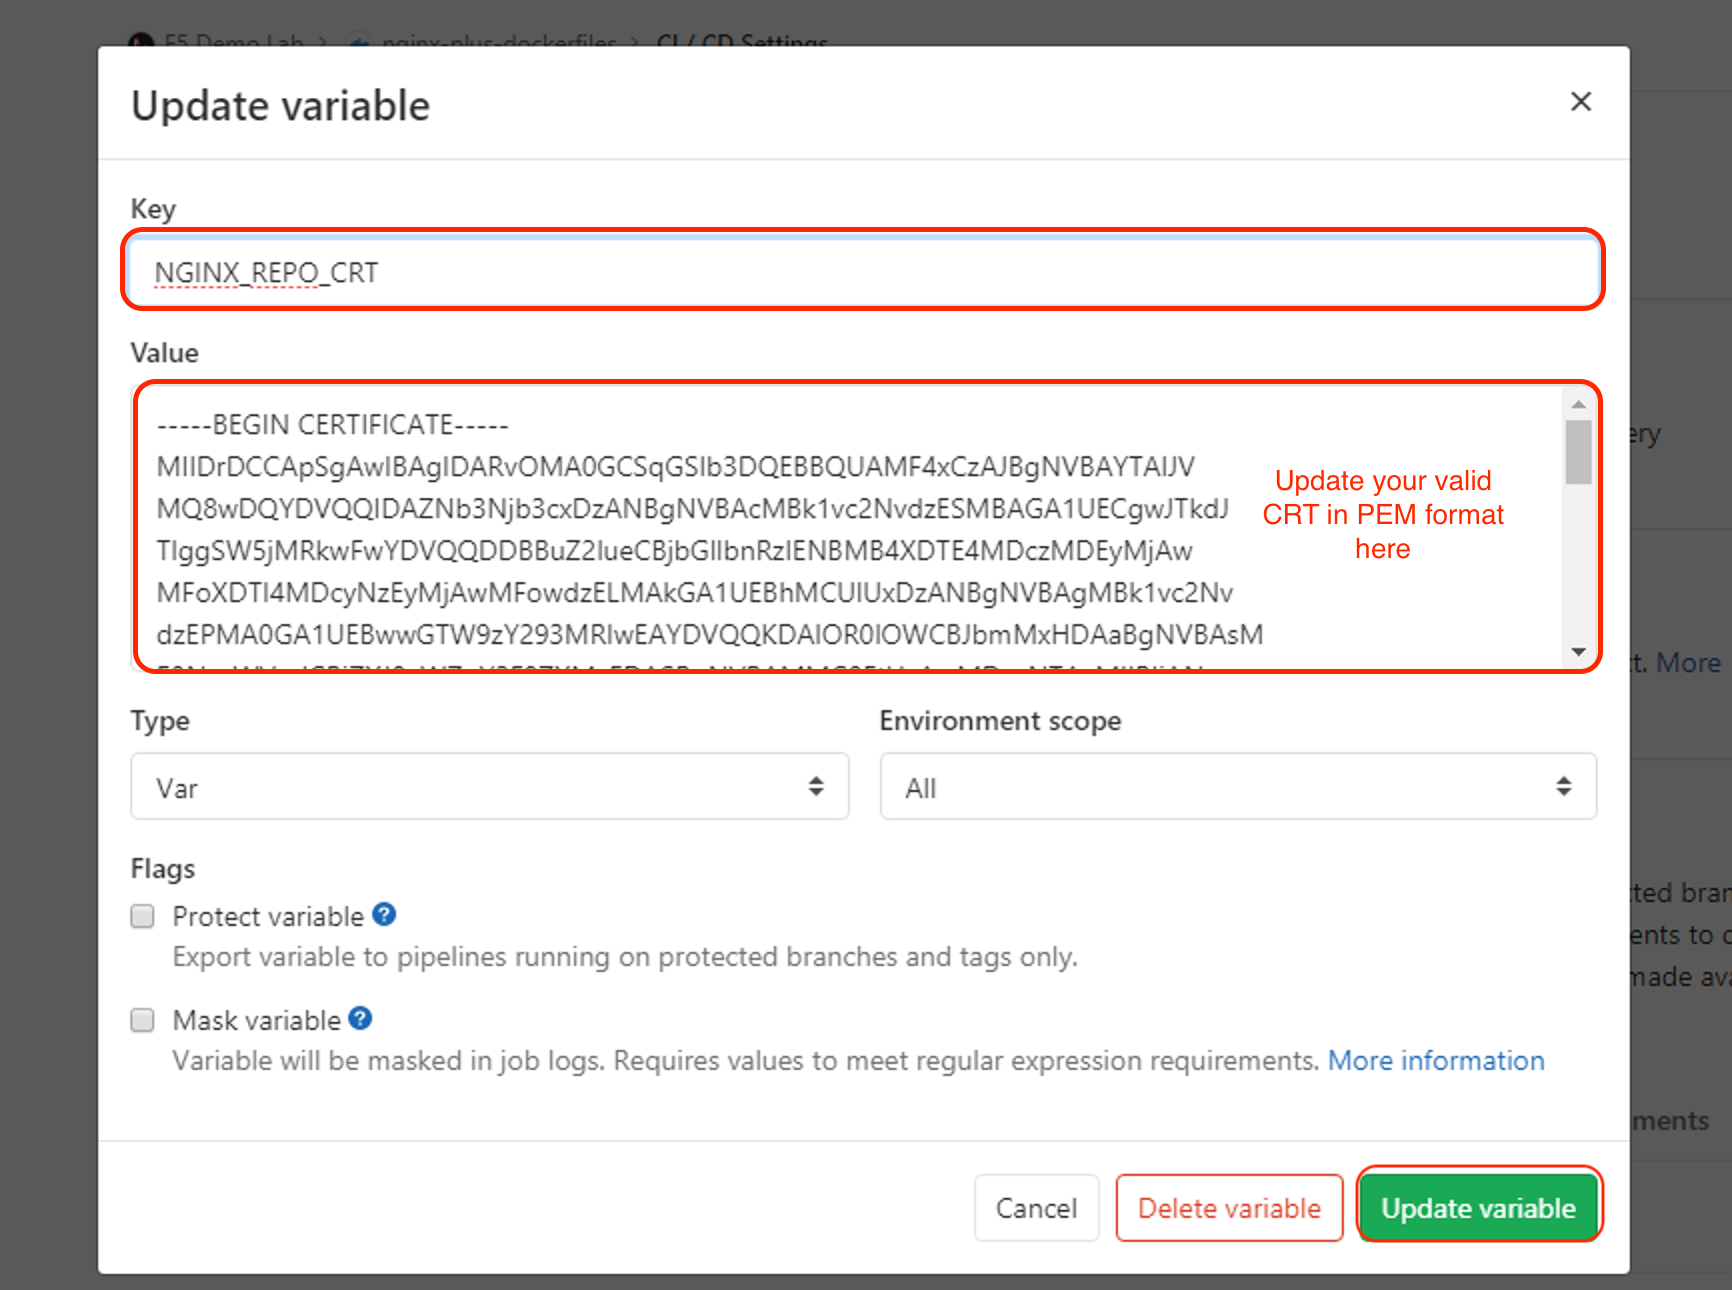 F5 Demo Lab > nginx-plus-dockerfiles > CI / CD Settings
Update variable
Key
NGINX_REPO_CRT
Value
-----BEGIN CERTIFICATE-----
MIIDrDCCApSgAwIBAgIDARvOMA0GCSqGSIb3DQEBBQUAMF4xCzAJBgNVBAYTAlJV
MQ8wDQYDVQQIDAZNb3Njb3cxDzANBgNVBAcMBk1vc2NvdzESMBAGA1UECgwJTkdJ
TlggSW5jMRkwFwYDVQQDDBBuZ2lueCBjbGllbnRzIENBMB4XDTE4MDczMDEyMjAw
MFoXDTI4MDcyNzEyMjAwMFowdzELMAkGA1UEBhMCUlUxDzANBgNVBAgMBk1vc2Nv
dzEPMA0GA1UEBwwGTW9zY293MRIwEAYDVQQKDAlOR0lOWCBJbmMxHDAaBgNVBAsM
Update your valid
CRT in PEM format
here
ery
t. More
Type
Environment scope
Var
All
Flags
Protect variable
Export variable to pipelines running on protected branches and tags only.
Mask variable
Variable will be masked in job logs. Requires values to meet regular expression requirements. More information
cted bran
ents to
made ava
ments
Cancel
Delete variable
Update variable